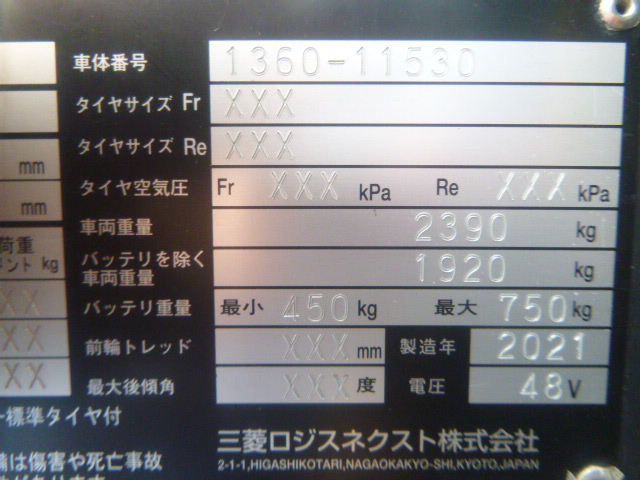 車体番号 1360-11530
タイヤサイズ Fr XXX
タイヤサイズ Re XXX
mm
タイヤ空気圧 Fr XXX kPa Re XXX kPa
mm
車両重量 2390 kg
荷重
ント kg
バッテリを除く
車両重量 1920 kg
XX
バッテリ重量 最小 450 kg 最大 750 kg
XX
前輪トレッド XXX mm 製造年 2021
XX
最大後傾角 XXX 度 電圧 48 V
標準タイヤ付
三菱ロジスネクスト株式会社
は傷害や死亡事故
2-1-1,HIGASHIKOTARI,NAGAOKAKYO-SHI,KYOTO,JAPAN